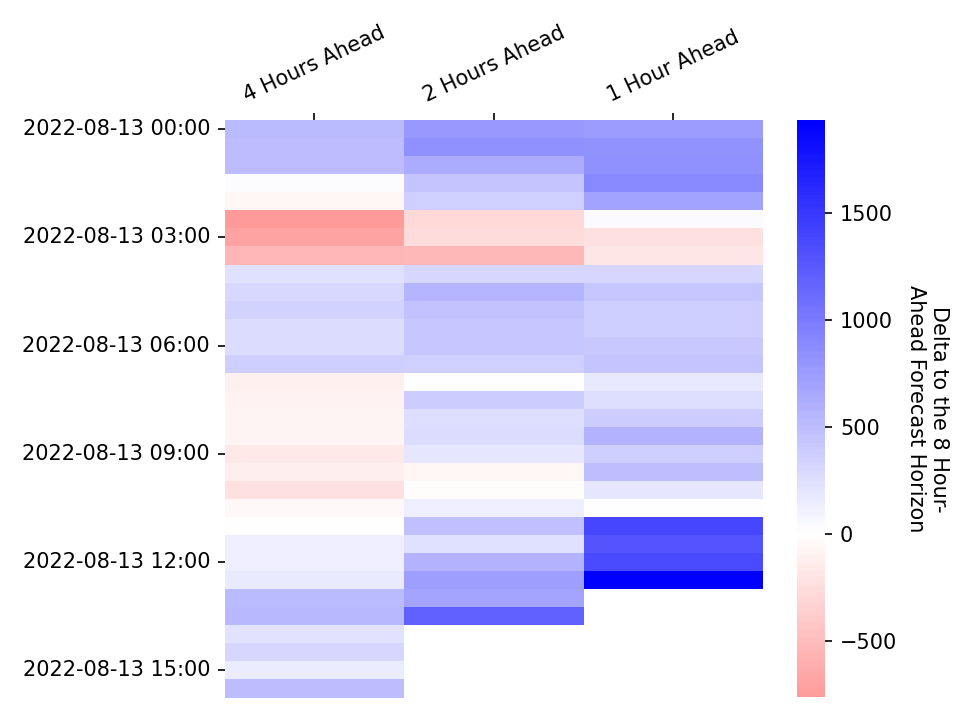 4 Hours Ahead
2 Hours Ahead
1 Hour Ahead
2022-08-13 00:00
2022-08-13 03:00
2022-08-13 06:00
2022-08-13 09:00
2022-08-13 12:00
2022-08-13 15:00
1500
1000
500
0
−500
Delta to the 8 Hour-
Ahead Forecast Horizon